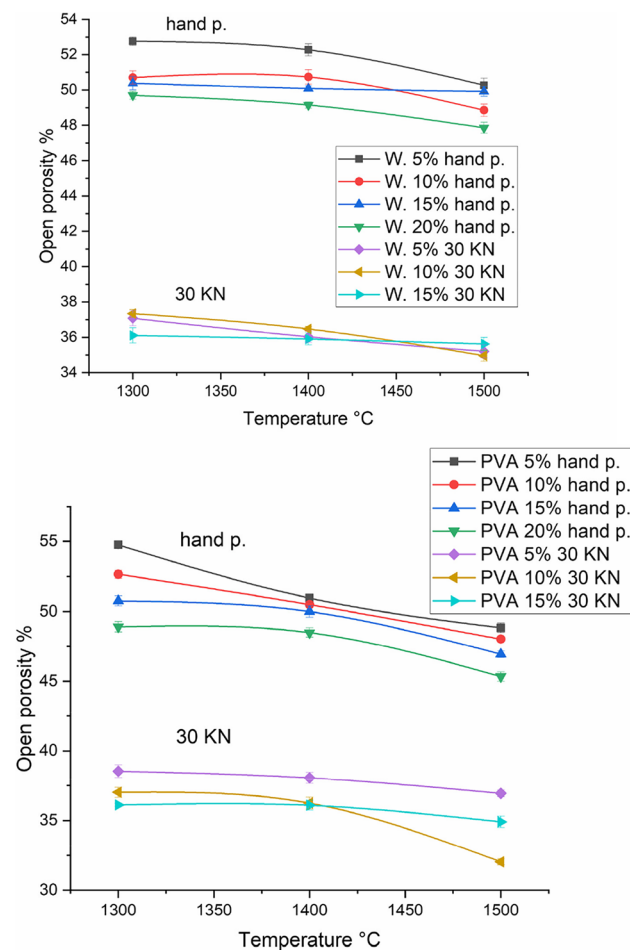 54
hand p.
52
50
48
46
44
42
40
38
36
34
Open porosity %
W. 5% hand p.
W. 10% hand p.
W. 15% hand p.
W. 20% hand p.
W. 5% 30 KN
W. 10% 30 KN
W. 15% 30 KN
30 KN
1300 1350 1400 1450 1500
Temperature °C
PVA 5% hand p.
PVA 10% hand p.
PVA 15% hand p.
PVA 20% hand p.
PVA 5% 30 KN
PVA 10% 30 KN
PVA 15% 30 KN
hand p.
55
50
45
40
35
30
Open porosity %
30 KN
1300 1350 1400 1450 1500
Temperature °C